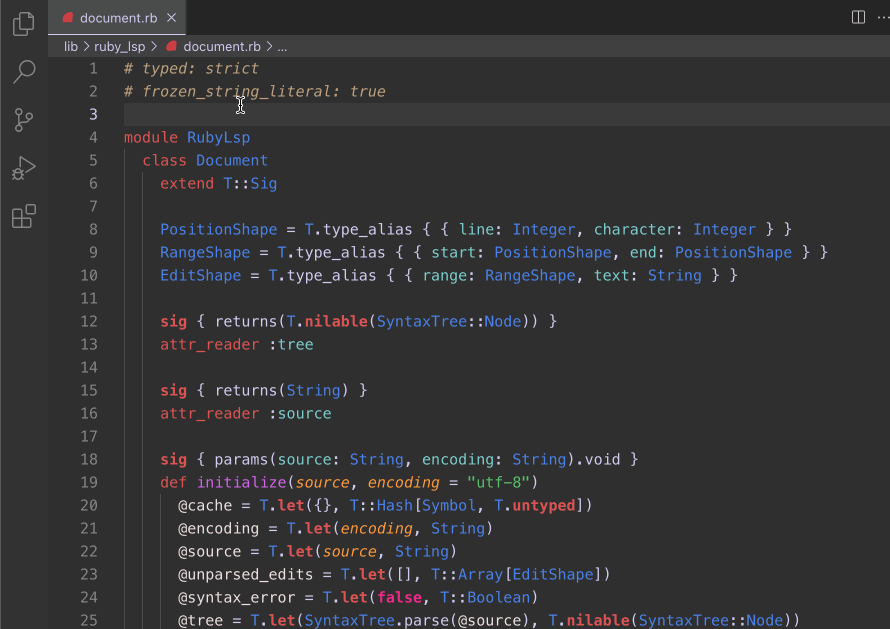 document.rb
lib > ruby_lsp > document.rb > ...
1 # typed: strict
2 # frozen_string_literal: true
3
4 module RubyLsp
5   class Document
6     extend T::Sig
7
8     PositionShape = T.type_alias { { line: Integer, character: Integer } }
9     RangeShape = T.type_alias { { start: PositionShape, end: PositionShape } }
10     EditShape = T.type_alias { { range: RangeShape, text: String } }
11
12     sig { returns(T.nilable(SyntaxTree::Node)) }
13     attr_reader :tree
14
15     sig { returns(String) }
16     attr_reader :source
17
18     sig { params(source: String, encoding: String).void }
19     def initialize(source, encoding = "utf-8")
20       @cache = T.let({}, T::Hash[Symbol, T.untyped])
21       @encoding = T.let(encoding, String)
22       @source = T.let(source, String)
23       @unparsed_edits = T.let([], T::Array[EditShape])
24       @syntax_error = T.let(false, T::Boolean)
25       @tree = T.let(SyntaxTree.parse(@source), T.nilable(SyntaxTree::Node))